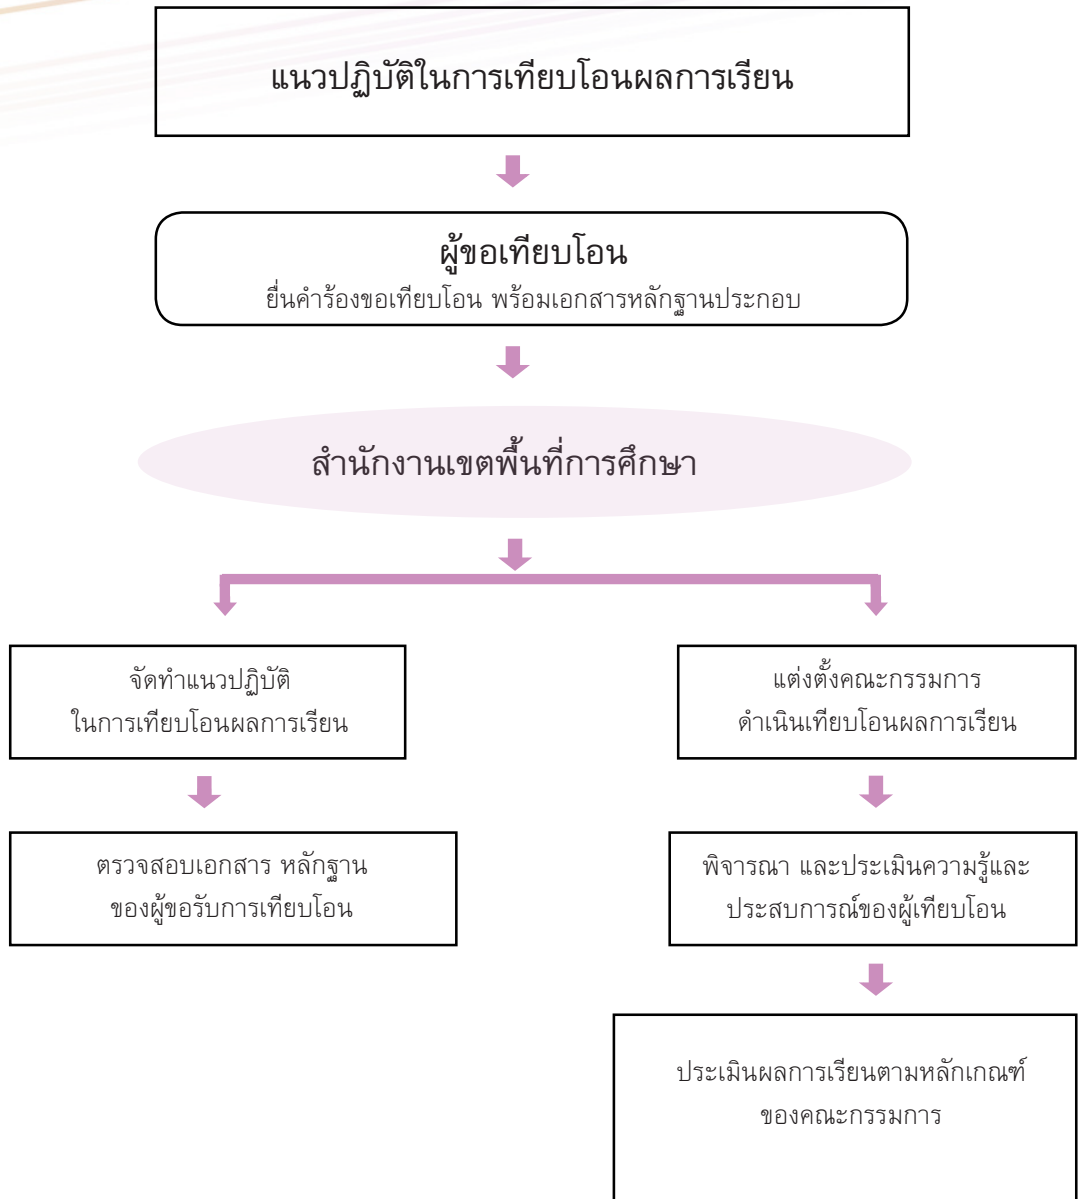 แนวปฏิบัติในการเทียบโอนผลการเรียน
ผู้ขอเทียบโอน
ยื่นคำร้องขอเทียบโอน พร้อมเอกสารหลักฐานประกอบ
สำนักงานเขตพื้นที่การศึกษา
จัดทำแนวปฏิบัติ
ในการเทียบโอนผลการเรียน
ตรวจสอบเอกสาร หลักฐาน
ของผู้ขอรับการเทียบโอน
แต่งตั้งคณะกรรมการ
ดำเนินเทียบโอนผลการเรียน
พิจารณา และประเมินความรู้และ
ประสบการณ์ของผู้เทียบโอน
ประเมินผลการเรียนตามหลักเกณฑ์
ของคณะกรรมการ